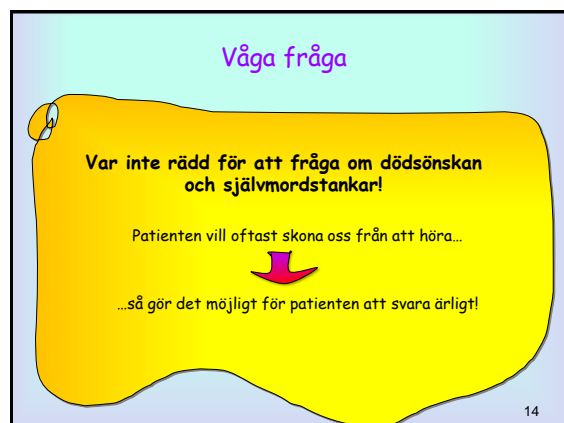 Våga fråga
Var inte rädd för att fråga om dödsönskan
och självmordstankar!
Patienten vill oftast skona oss från att höra…
…så gör det möjligt för patienten att svara ärligt!
14